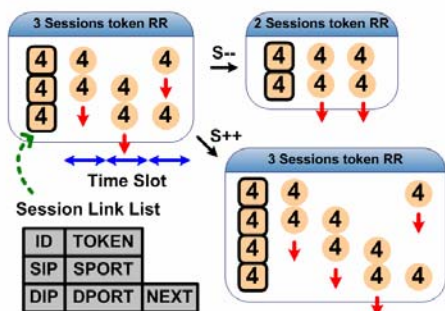 3 Sessions token RR
4 4 4
4 4 4
4 4 4
Time Slot
Session Link List
ID TOKEN
SIP SPORT
DIP DPORT NEXT
S--
2 Sessions token RR
4 4 4
4 4 4
S++
3 Sessions token RR
4 4 4
4 4 4
4 4 4
4 4 4